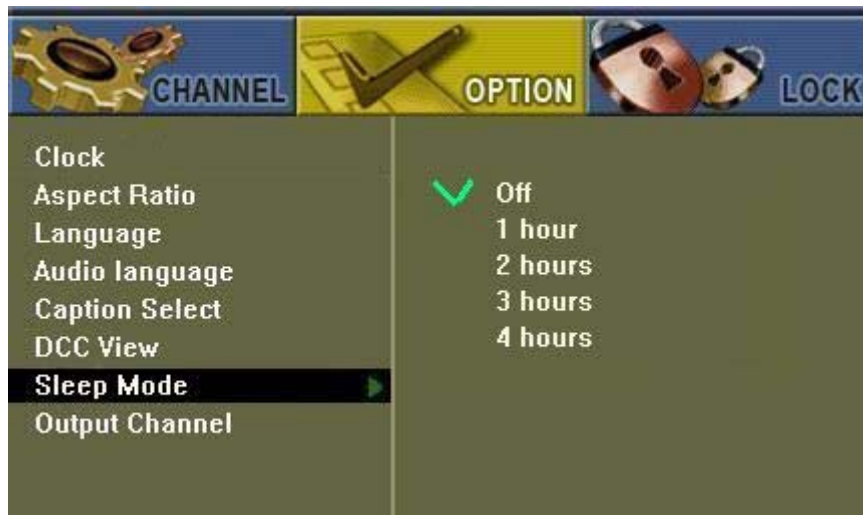 CHANNEL OPTION LOCK
Clock
Aspect Ratio
Language
Audio language
Caption Select
DCC View
Sleep Mode
Output Channel
Off
1 hour
2 hours
3 hours
4 hours